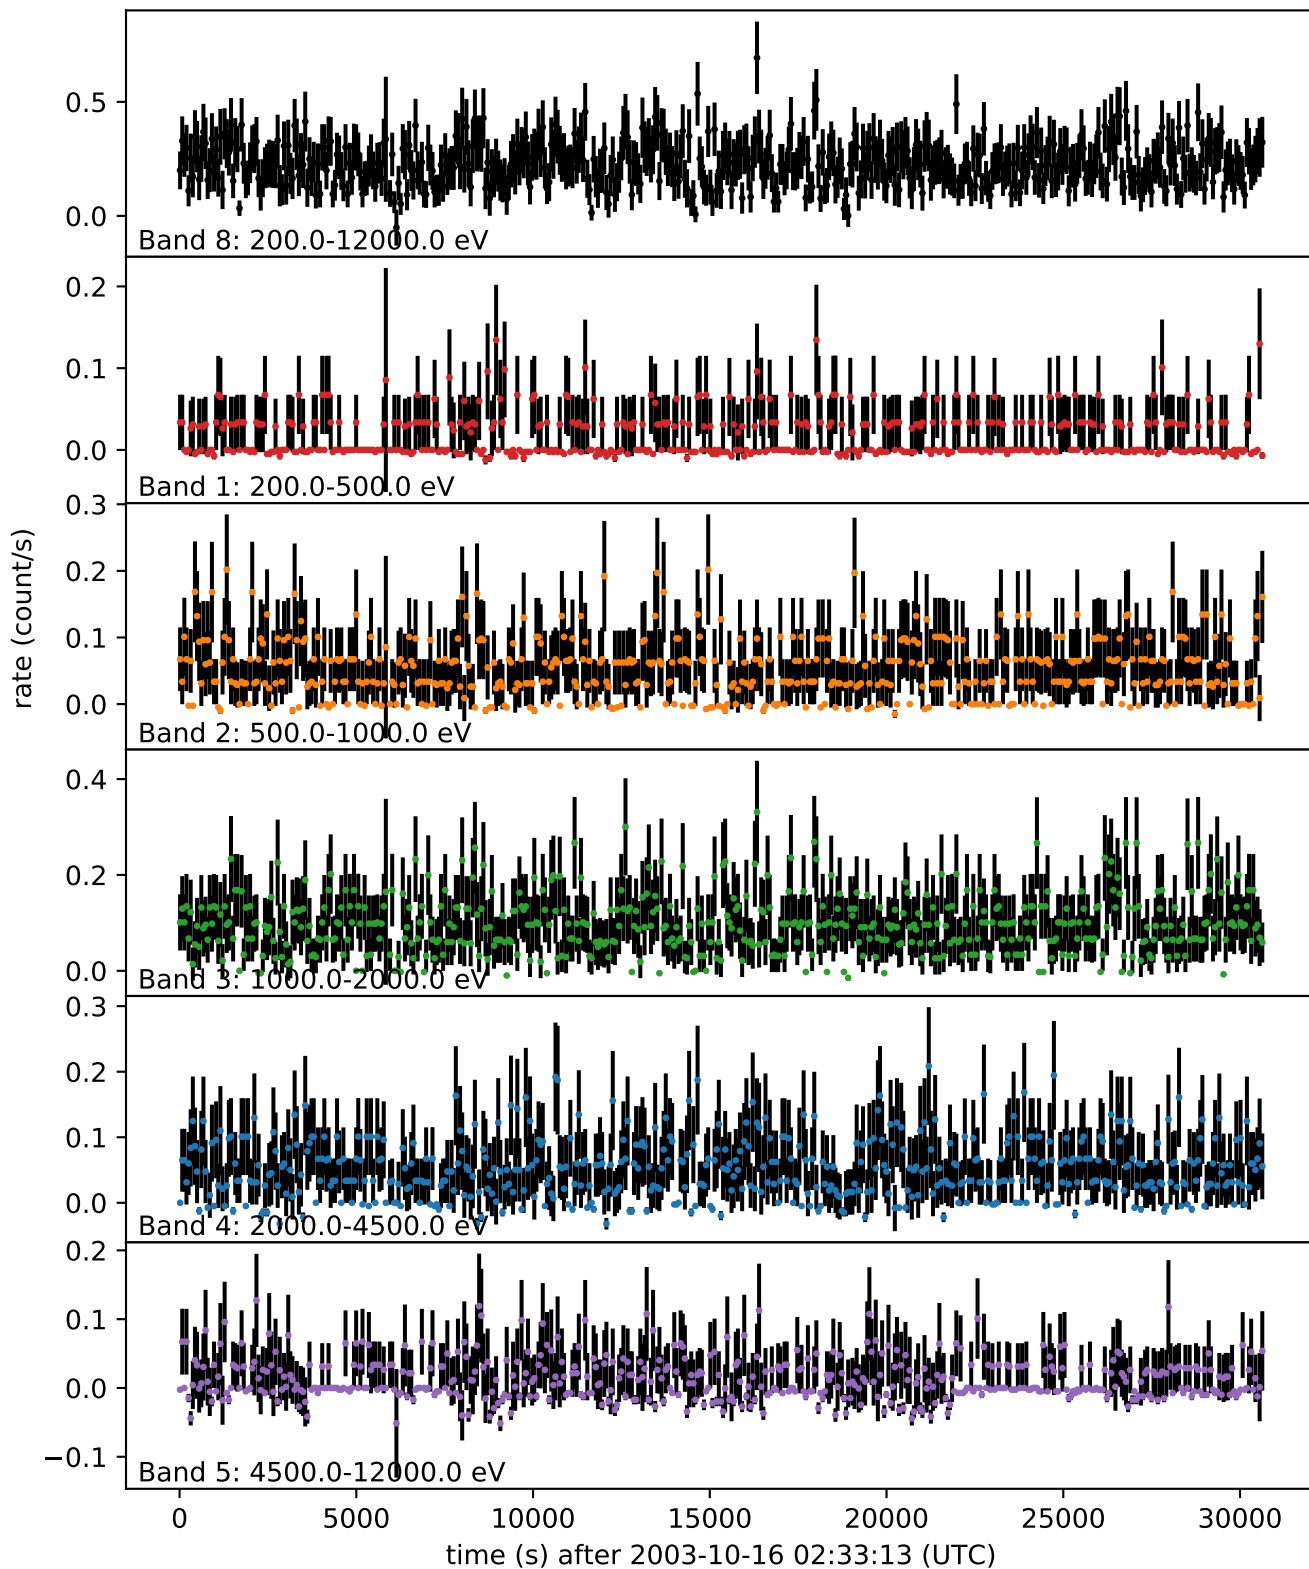 0.5
0.0
Band 8: 200.0-12000.0 eV
0.2
0.1
0.0
Band 1: 200.0-500.0 eV
0.3
0.2
0.1
0.0
Band 2: 500.0-1000.0 eV
rate (count/s)
0.4
0.2
0.0
Band 3: 1000.0-2000.0 eV
0.3
0.2
0.1
0.0
Band 4: 2000.0-4500.0 eV
0.2
0.1
0.0
−0.1
Band 5: 4500.0-12000.0 eV
0 5000 10000 15000 20000 25000 30000
time (s) after 2003-10-16 02:33:13 (UTC)